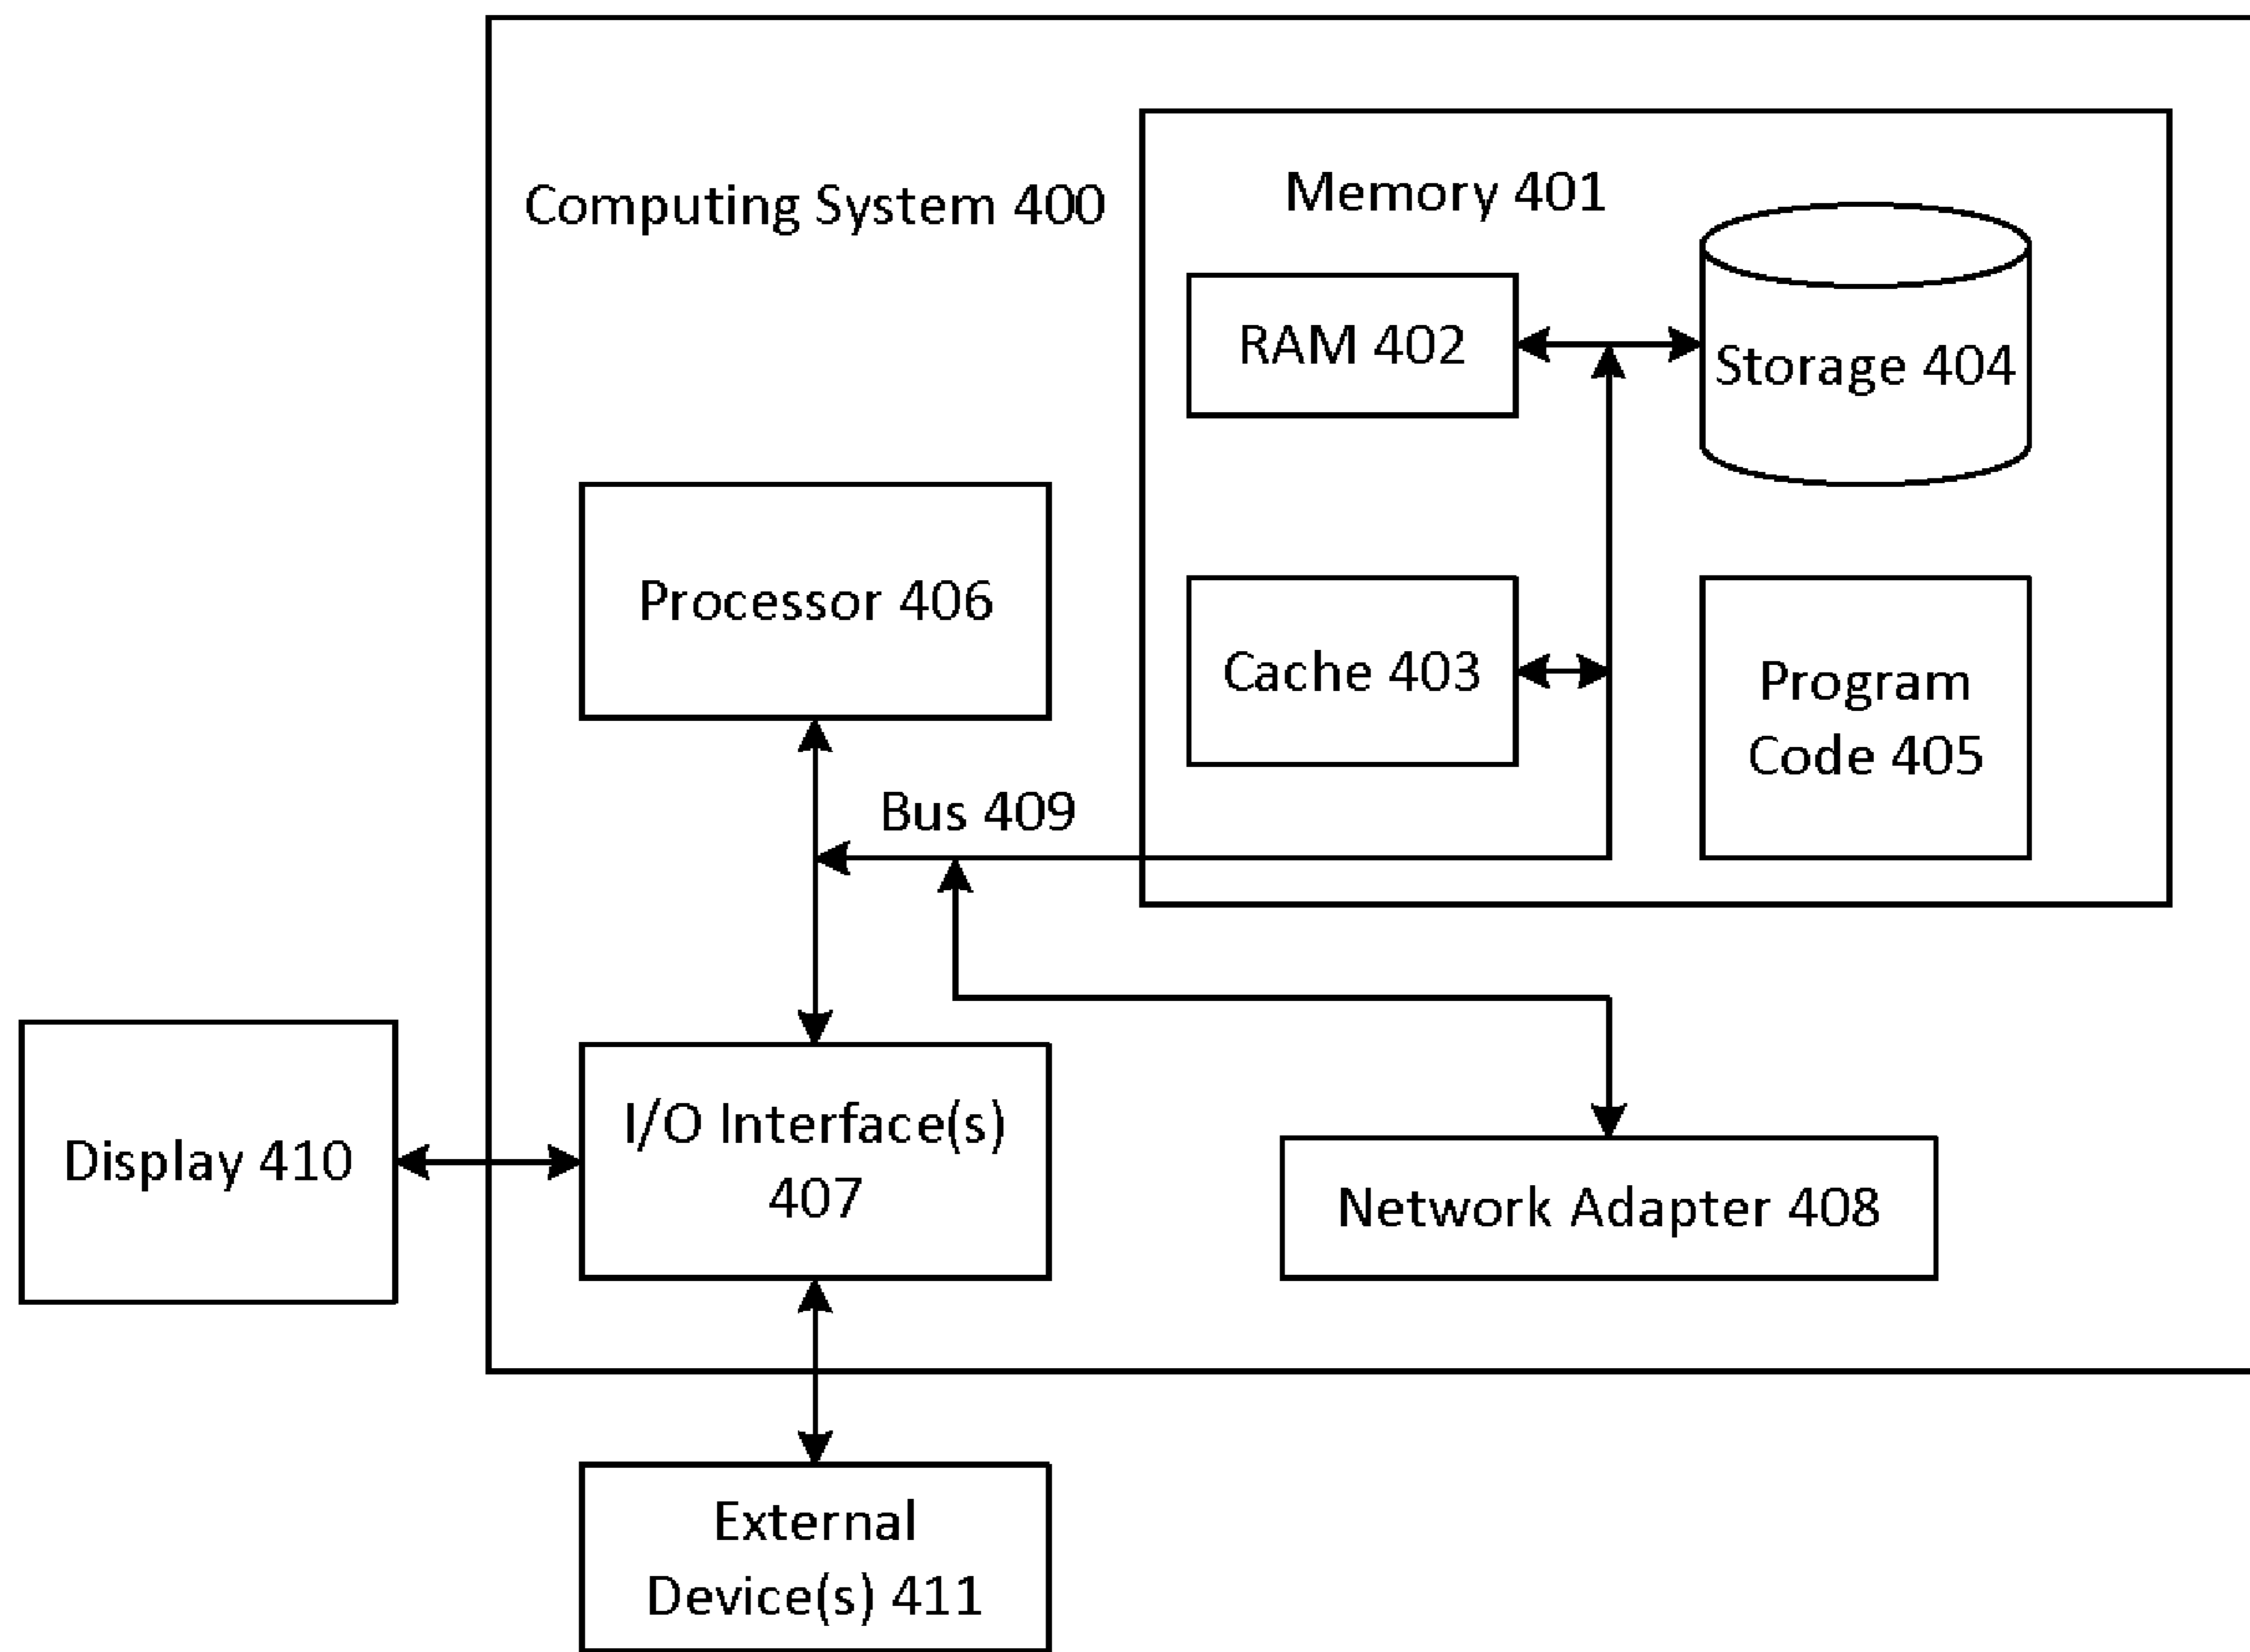 Computing System 400
Memory 401
RAM 402
Storage 404
Processor 406
Cache 403
Program
Code 405
Bus 409
Display 410
I/O Interface(s)
407
Network Adapter 408
External
Device(s) 411